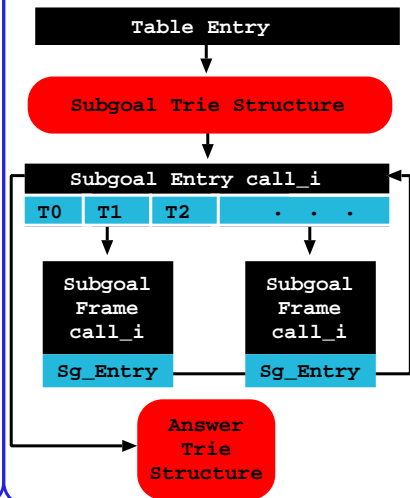 Table Entry
Subgoal Trie Structure
Subgoal Entry call_i
T0 T1 T2 . . .
Subgoal
Frame
call_i
Sg_Entry
Subgoal
Frame
call_i
Sg_Entry
Answer
Trie
Structure